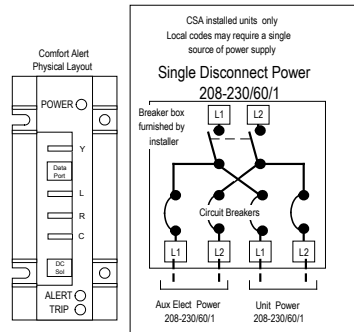 Comfort Alert
Physical Layout
POWER
Y
Data
Port
L
R
C
DC
Sol
ALERT
TRIP
CSA installed units only
Local codes may require a single
source of power supply
Single Disconnect Power
208-230/60/1
Breaker box
furnished by
installer
L1
L2
Circuit Breakers
L1
L2
L1
L2
Aux Elect Power
208-230/60/1
Unit Power
208-230/60/1